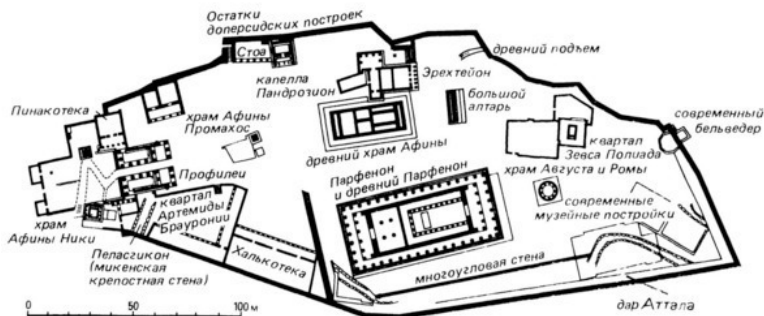 Остатки
доперсидских построек
Стоа
древний подъем
капелла
Пандрозион
Эрехтейон
большой
алтарь
современный
бельведер
Пинакотека
храм Афины
Промахос
древний храм Афины
квартал
Зевса Полиада
храм Августа и Ромы
Профилеи
Парфенон
и древний Парфенон
квартал
Артемиды
Брауронии
современные
музейные постройки
храм
Афины Ники
Пеласгикон
(микенская
крепостная стена)
Халькотека
многоугловая стена
дар Аттала
0 50 100 м